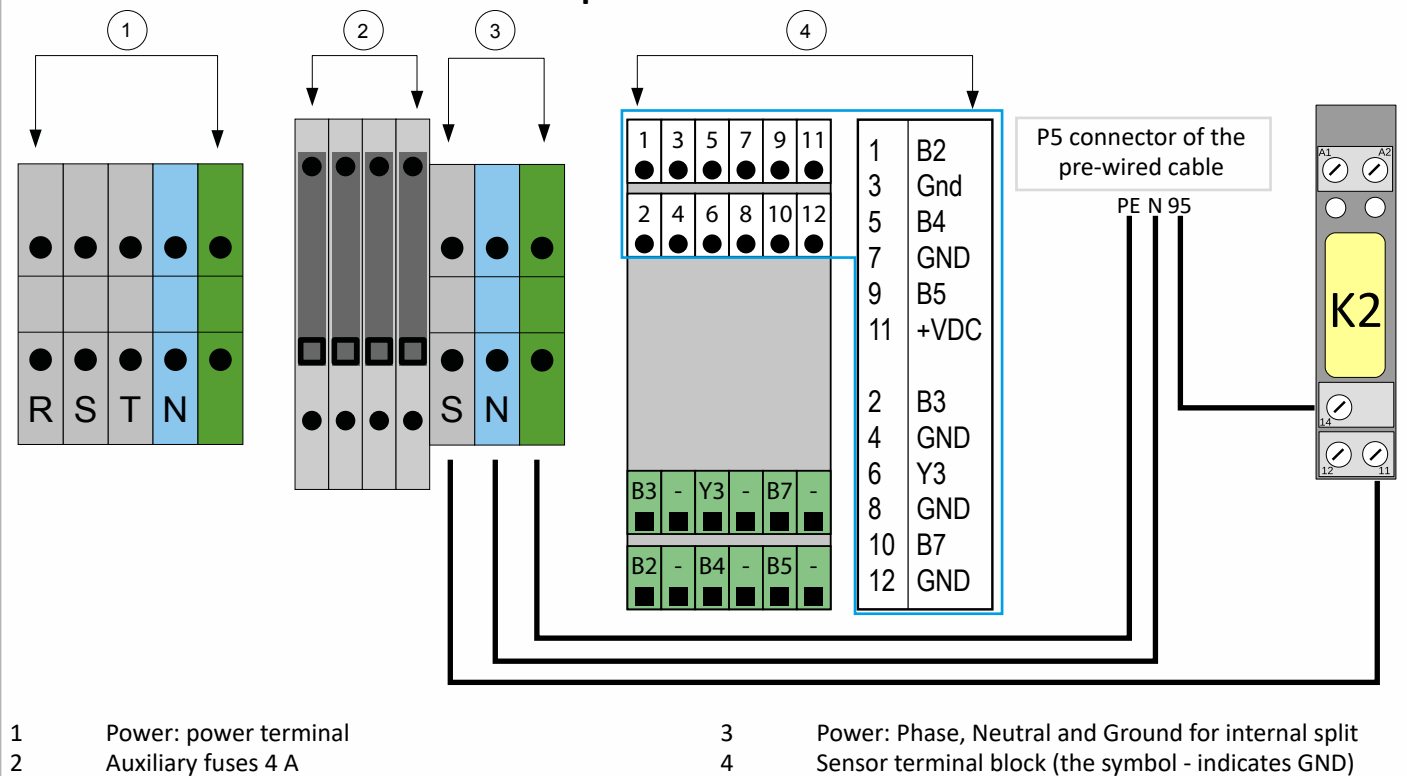 1
2
3
4
1 3 5 7 9 11
2 4 6 8 10 12
1 B2
3 Gnd
5 B4
7 GND
9 B5
11 +VDC
2 B3
4 GND
6 Y3
8 GND
10 B7
12 GND
P5 connector of the
pre-wired cable
PE N 95
A1 A2
K2
14
12 11
R S T N
S N
B3 - Y3 - B7 -
B2 - B4 - B5 -
1 Power: power terminal
2 Auxiliary fuses 4 A
3 Power: Phase, Neutral and Ground for internal split
4 Sensor terminal block (the symbol - indicates GND)